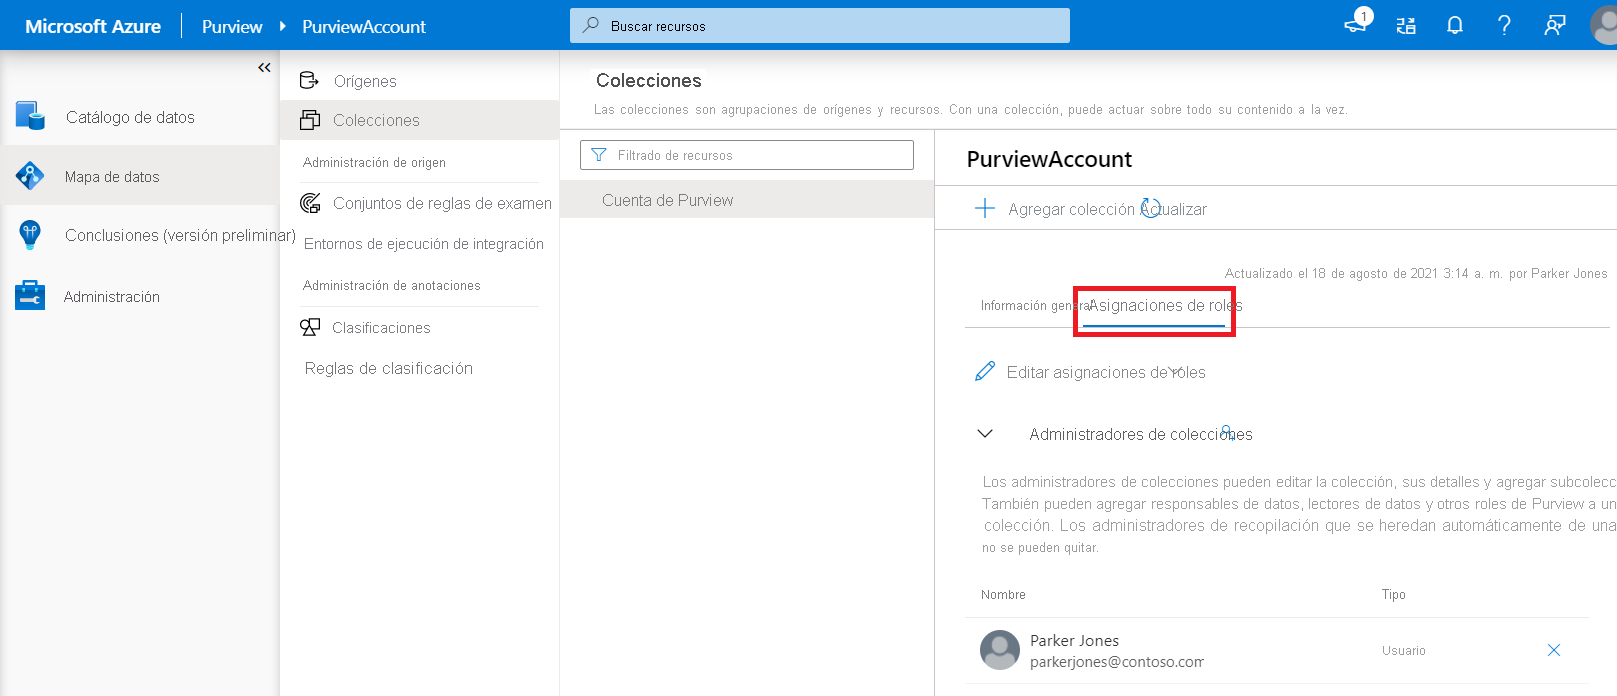 Microsoft Azure
Purview
PurviewAccount
Buscar recursos
1
Catálogo de datos
Mapa de datos
Conclusiones (versión preliminar)
Administración
Orígenes
Colecciones
Administración de origen
Conjuntos de reglas de examen
Entornos de ejecución de integración
Administración de anotaciones
Clasificaciones
Reglas de clasificación
Colecciones
Las colecciones son agrupaciones de orígenes y recursos. Con una colección, puede actuar sobre todo su contenido a la vez.
Filtrado de recursos
Cuenta de Purview
PurviewAccount
Agregar colección Actualizar
Actualizado el 18 de agosto de 2021 3:14 a. m. por Parker Jones
Información general Asignaciones de roles
Editar asignaciones de roles
Administradores de colecciones
Los administradores de colecciones pueden editar la colección, sus detalles y agregar subcolecc
También pueden agregar responsables de datos, lectores de datos y otros roles de Purview a un
colección. Los administradores de recopilación que se heredan automáticamente de una
no se pueden quitar.
Nombre Tipo
Parker Jones
parkerjones@contoso.com
Usuario